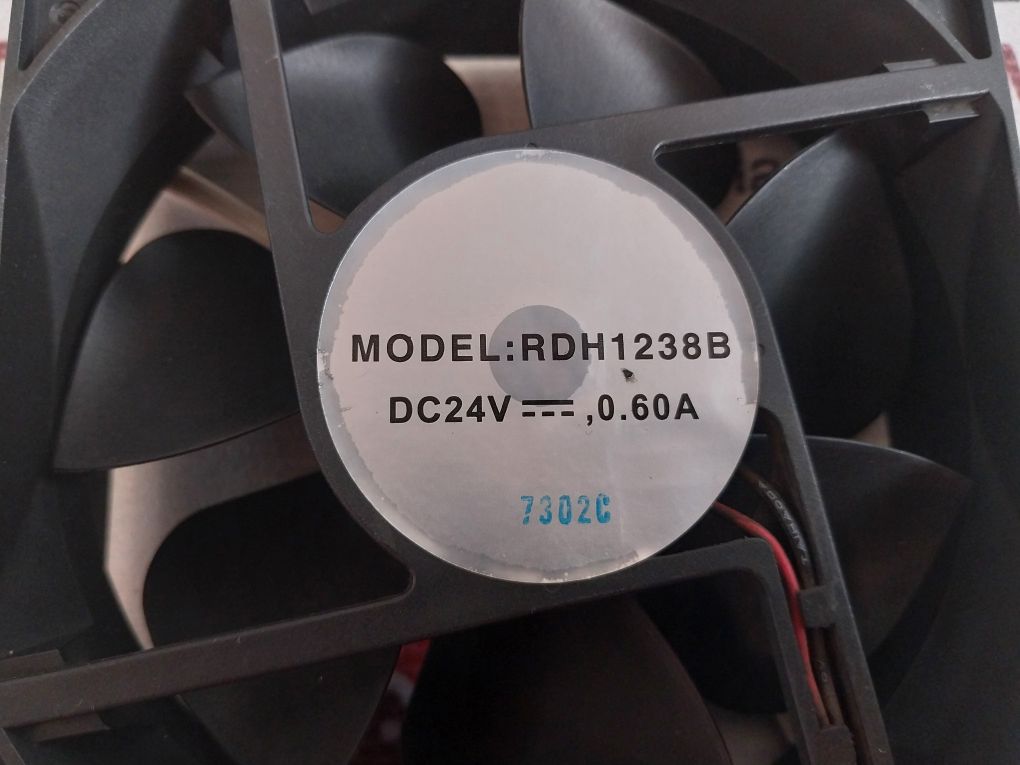 MODEL:RDH1238B
DC24V ⎓ ,0.60A
7302C